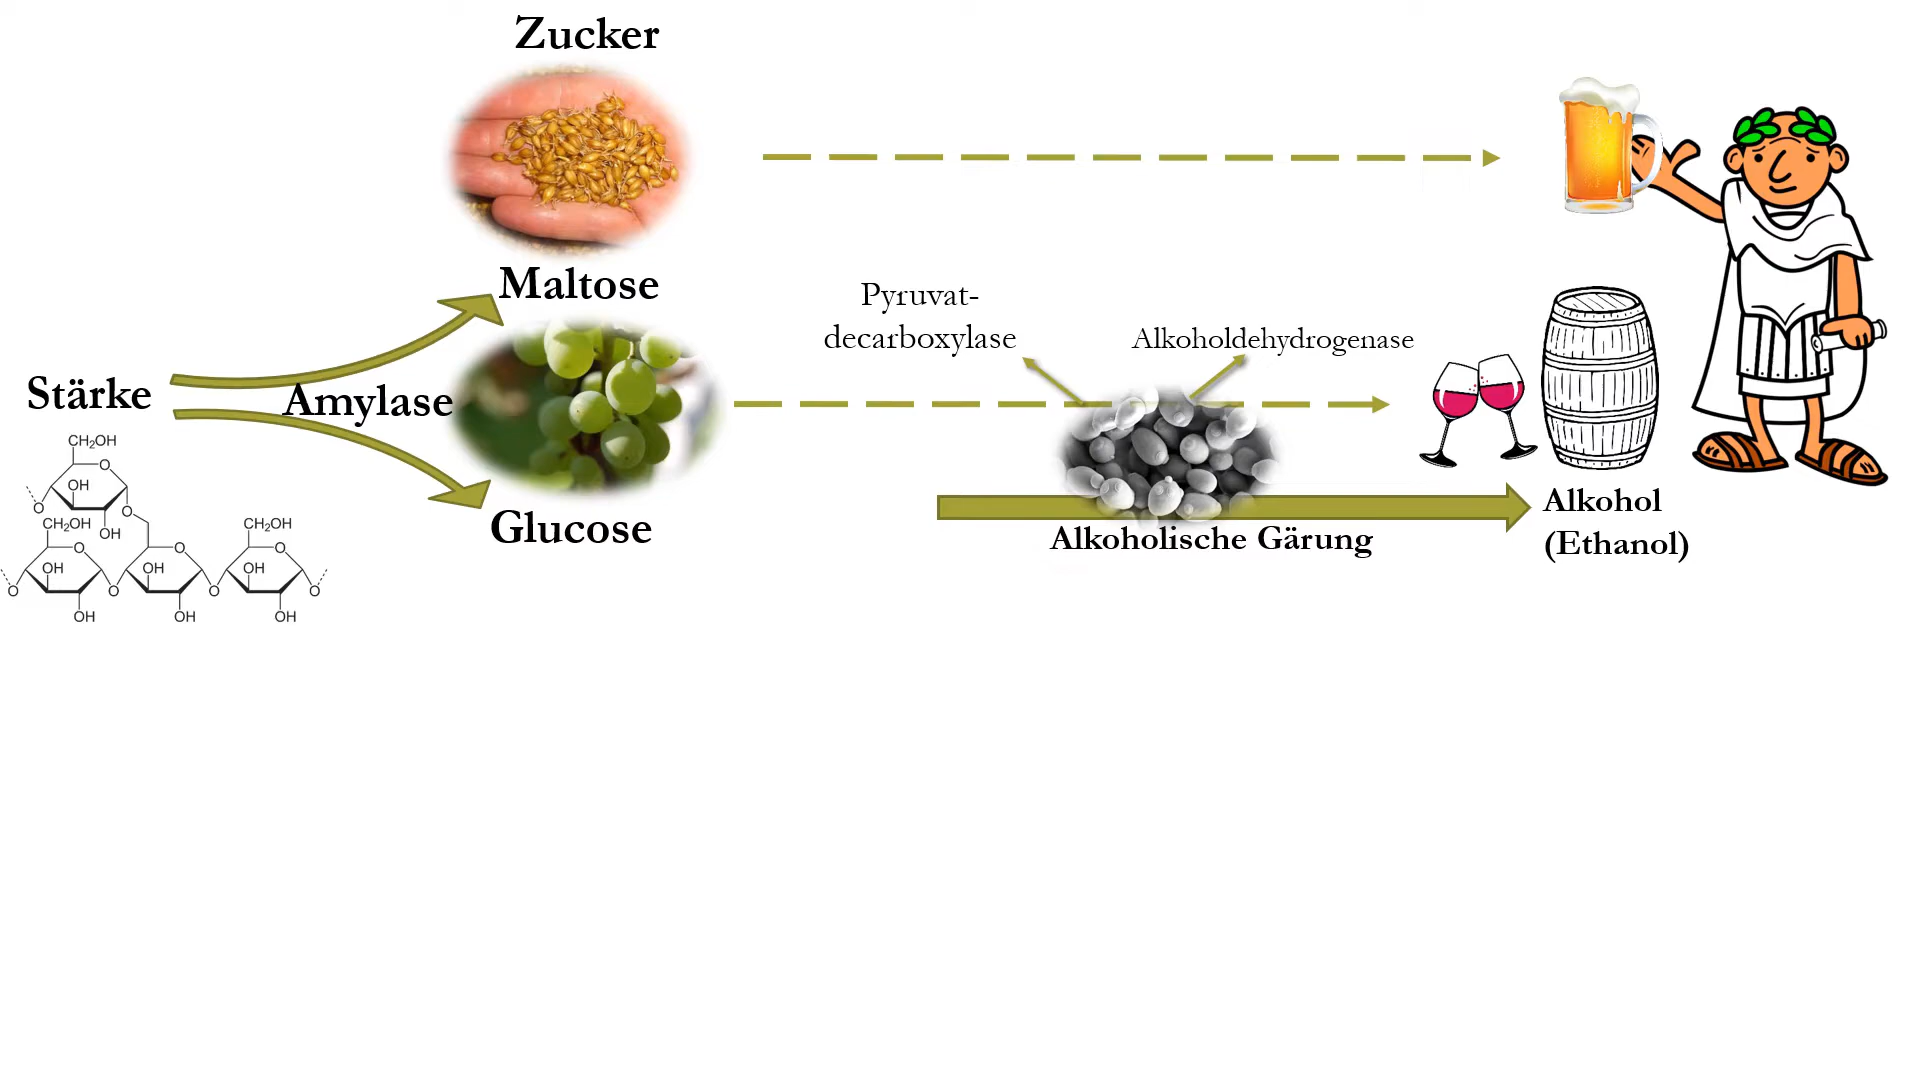 Zucker
Maltose
Pyruvat-
decarboxylase
Alkoholdehydrogenase
Stärke
Amylase
Glucose
Alkoholische Gärung
Alkohol
(Ethanol)
CH₂OH
O
OH
O
OH
O
CH₂OH
CH₂OH
O
O
O
OH
OH
OH
O
O
O
O
OH
OH
OH